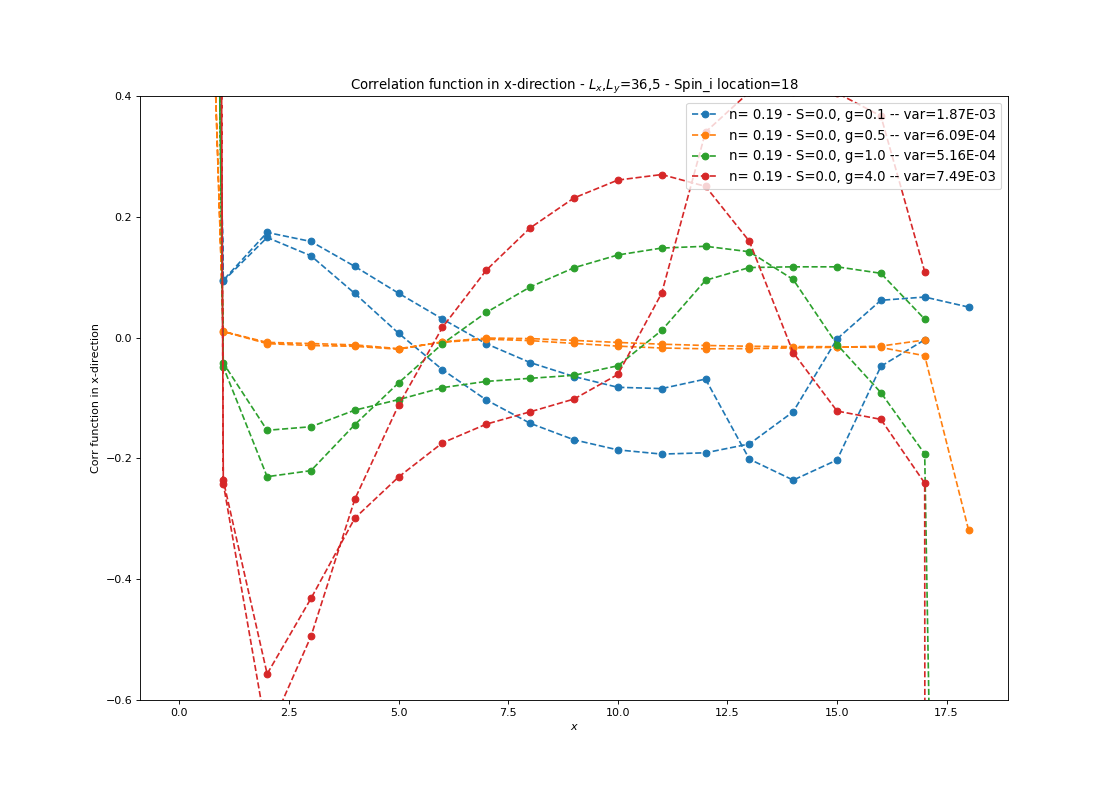 Correlation function in x-direction - Lₓ,Lᵧ=36,5 - Spin_i location=18
n= 0.19 - S=0.0, g=0.1 -- var=1.87E-03
n= 0.19 - S=0.0, g=0.5 -- var=6.09E-04
n= 0.19 - S=0.0, g=1.0 -- var=5.16E-04
n= 0.19 - S=0.0, g=4.0 -- var=7.49E-03
Corr function in x-direction
0.4
0.2
0.0
−0.2
−0.4
−0.6
0.0 2.5 5.0 7.5 10.0 12.5 15.0 17.5
x